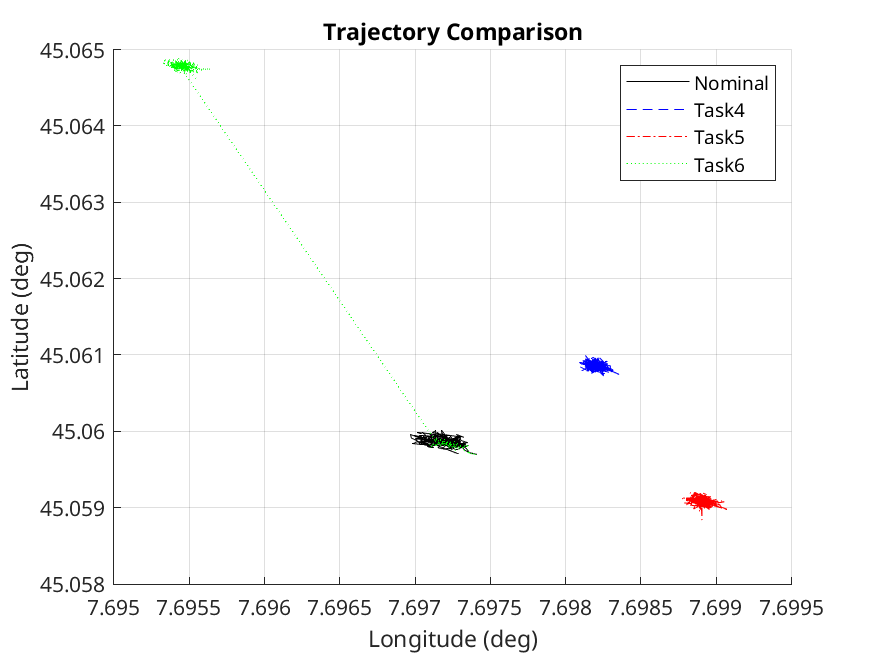 Trajectory Comparison
Nominal
Task4
Task5
Task6
Latitude (deg)
45.065
45.064
45.063
45.062
45.061
45.06
45.059
45.058
7.695 7.6955 7.696 7.6965 7.697 7.6975 7.698 7.6985 7.699 7.6995
Longitude (deg)